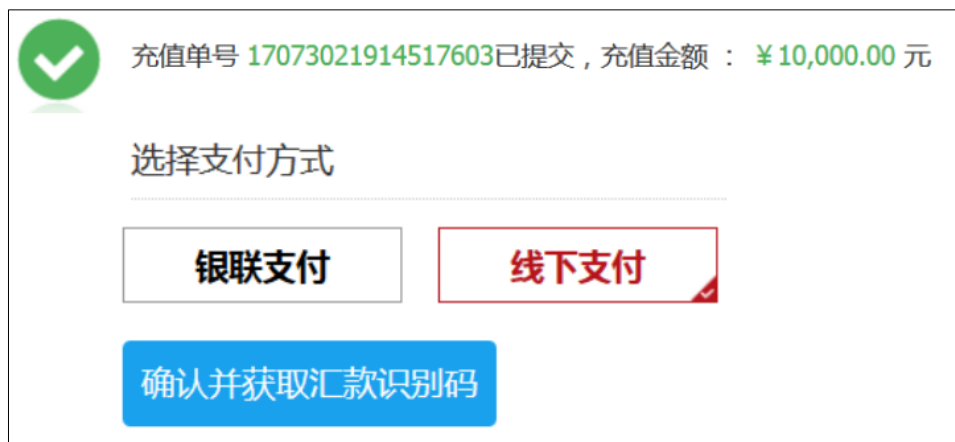 充值单号 17073021914517603已提交，充值金额 ： ￥10,000.00 元
选择支付方式
银联支付 线下支付
确认并获取汇款识别码